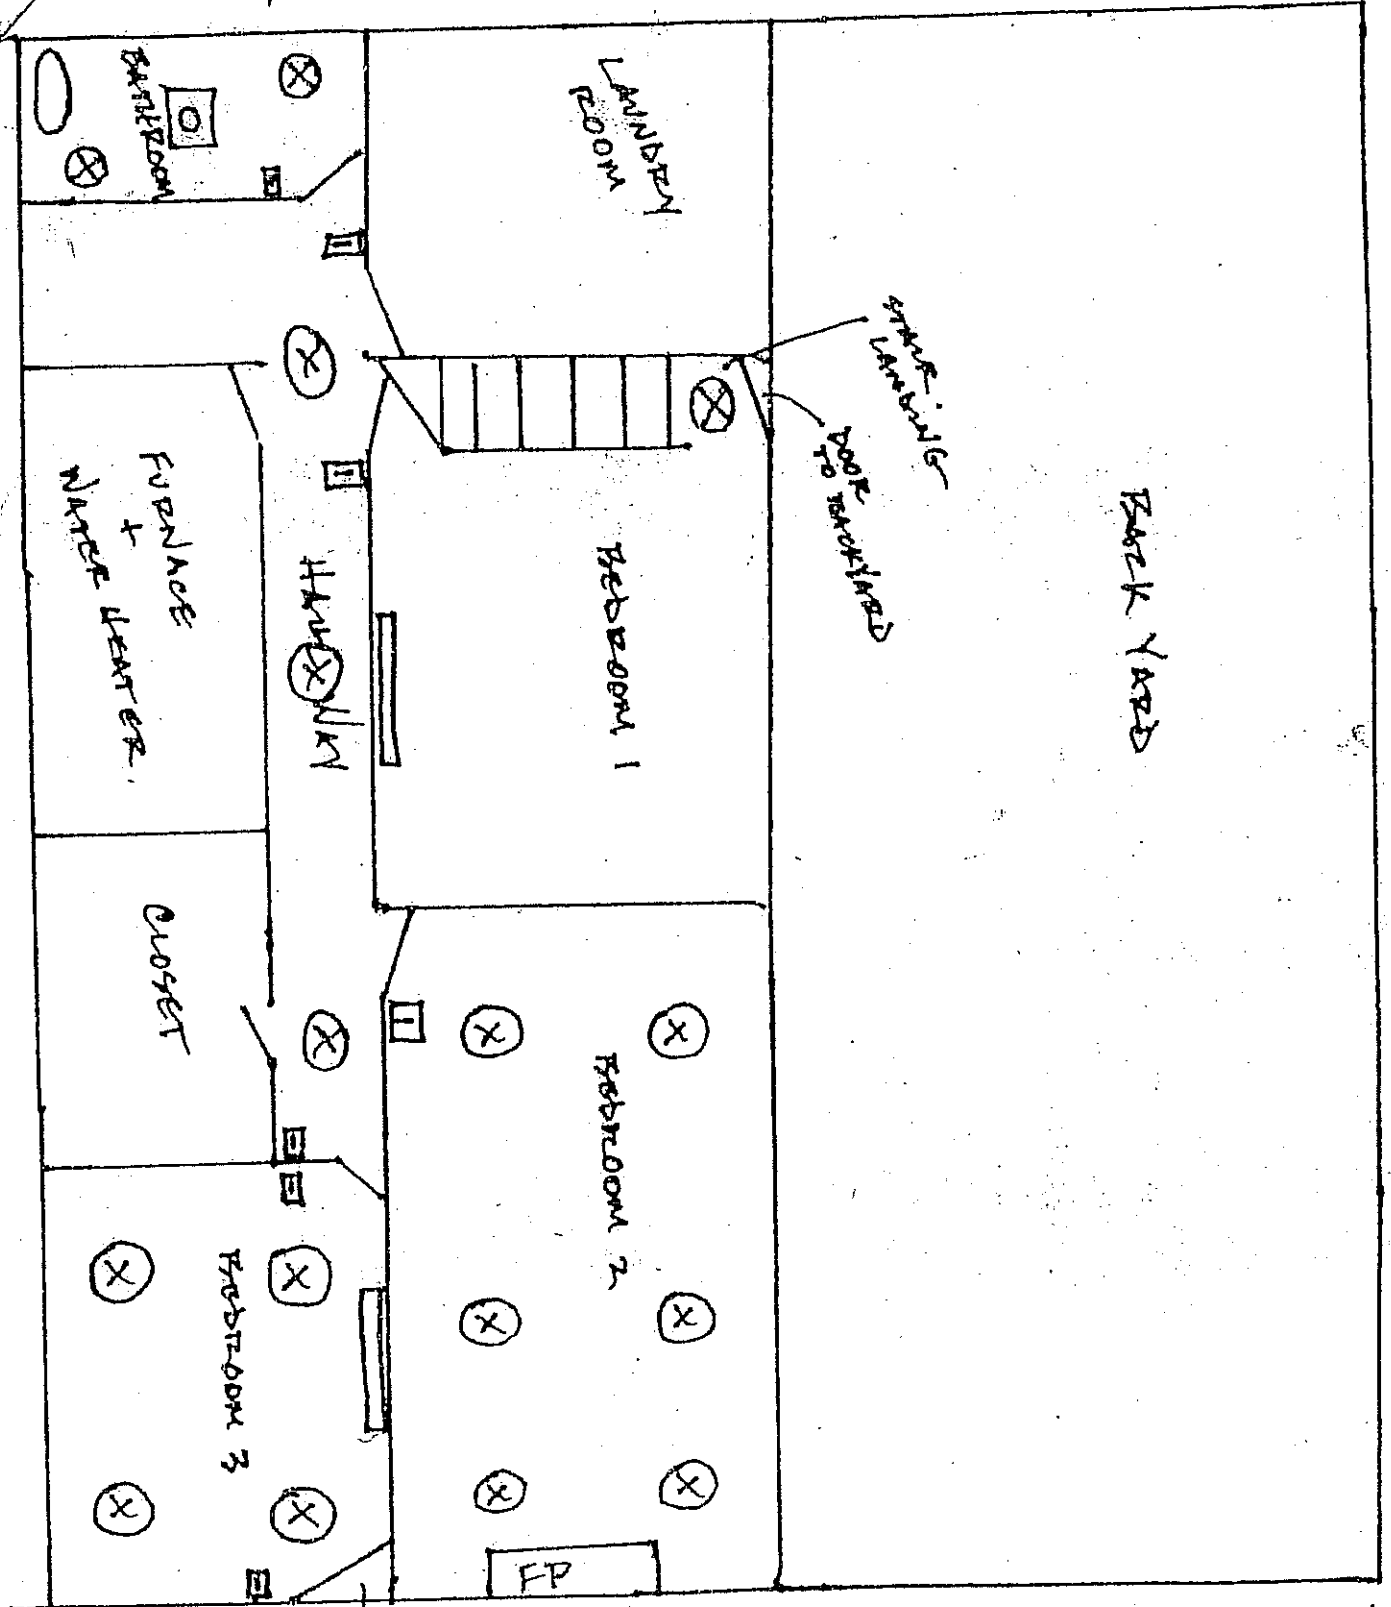 BACK YARD
STAIR
LANDING
DOOR
TO BACKYARD
LAUNDRY
ROOM
BEDROOM 1
BEDROOM 2
FP
BATHROOM
HALLWAY
FURNACE
+
WATER HEATER.
CLOSET
BEDROOM 3